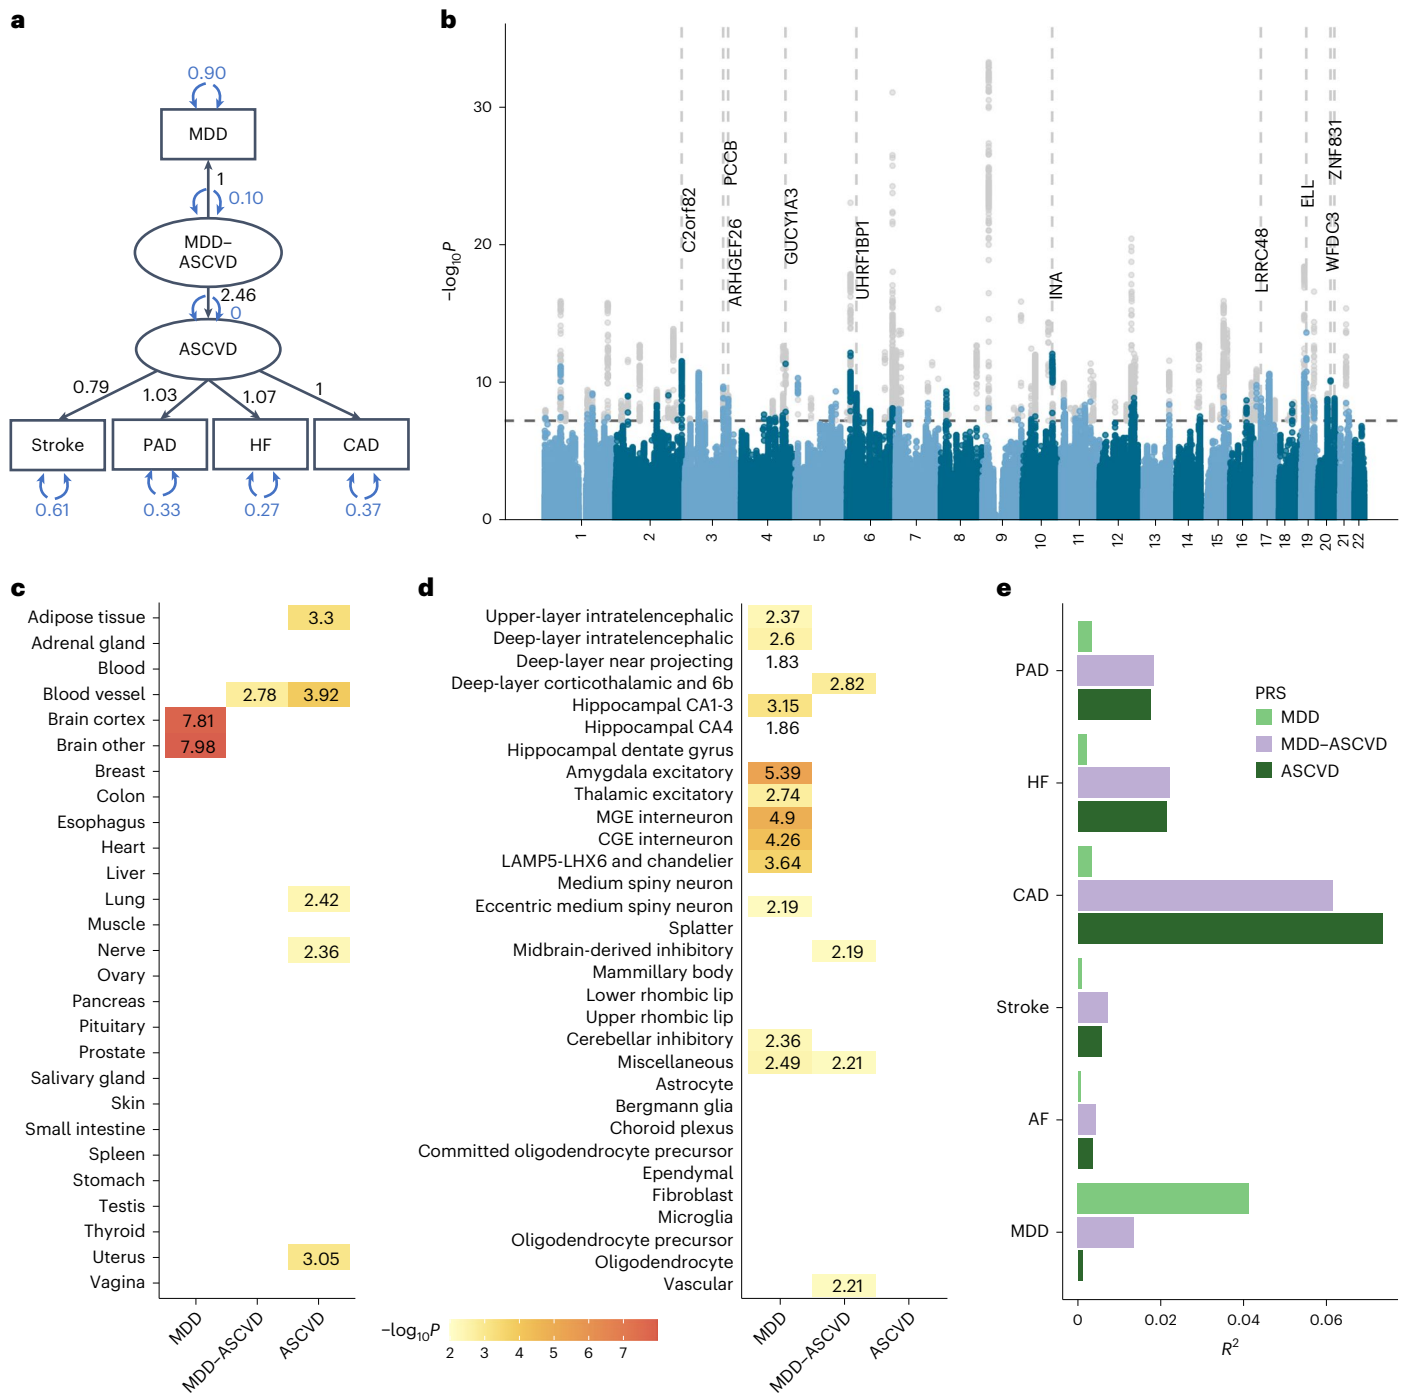 a
0.90
MDD
1
0.10
MDD–
ASCVD
2.46
0
ASCVD
0.79
1.03
1.07
1
Stroke
PAD
HF
CAD
0.61
0.33
0.27
0.37
b
–log10P
30
20
10
0
C2orf82
ARHGEF26
PCCB
GUCY1A3
UHRF1BP1
INA
LRRC48
ELL
WFDC3
ZNF831
1 2 3 4 5 6 7 8 9 10 11 12 13 14 15 16 17 18 19 20 21 22
c
Adipose tissue 3.3
Adrenal gland
Blood
Blood vessel 2.78 3.92
Brain cortex 7.81
Brain other 7.98
Breast
Colon
Esophagus
Heart
Liver
Lung 2.42
Muscle
Nerve 2.36
Ovary
Pancreas
Pituitary
Prostate
Salivary gland
Skin
Small intestine
Spleen
Stomach
Testis
Thyroid
Uterus 3.05
Vagina
MDD
MDD–ASCVD
ASCVD
d
Upper-layer intratelencephalic 2.37
Deep-layer intratelencephalic 2.6
Deep-layer near projecting 1.83
Deep-layer corticothalamic and 6b 2.82
Hippocampal CA1-3 3.15
Hippocampal CA4 1.86
Hippocampal dentate gyrus
Amygdala excitatory 5.39
Thalamic excitatory 2.74
MGE interneuron 4.9
CGE interneuron 4.26
LAMP5-LHX6 and chandelier 3.64
Medium spiny neuron
Eccentric medium spiny neuron 2.19
Splatter
Midbrain-derived inhibitory 2.19
Mammillary body
Lower rhombic lip
Upper rhombic lip
Cerebellar inhibitory 2.36
Miscellaneous 2.49 2.21
Astrocyte
Bergmann glia
Choroid plexus
Committed oligodendrocyte precursor
Ependymal
Fibroblast
Microglia
Oligodendrocyte precursor
Oligodendrocyte
Vascular 2.21
MDD
MDD–ASCVD
ASCVD
–log10P
2 3 4 5 6 7
e
PAD
HF
CAD
Stroke
AF
MDD
PRS
MDD
MDD–ASCVD
ASCVD
0 0.02 0.04 0.06
R2